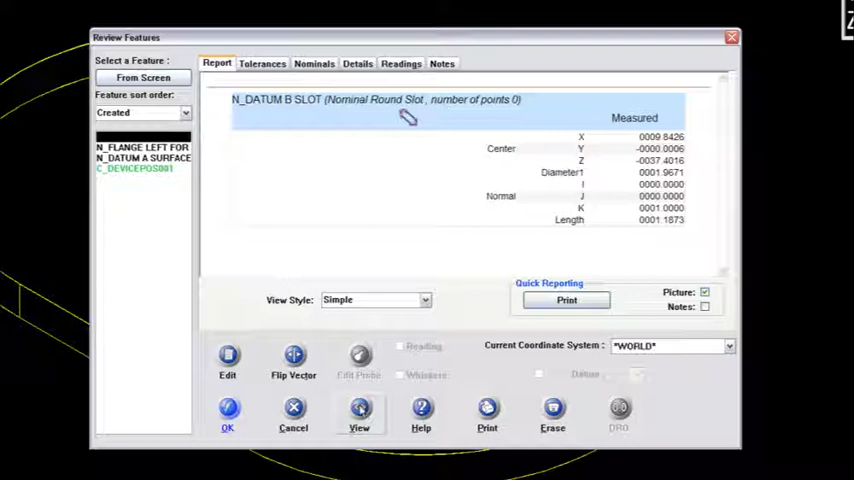 Review Features
Select a Feature :
From Screen
Feature sort order:
Created
N_FLANGE LEFT FOR
N_DATUM A SURFACE
C_DEVICEPOS001
Report Tolerances Nominals Details Readings Notes
N_DATUM B SLOT (Nominal Round Slot , number of points 0)
Measured
X 0009.8426
Center Y -0000.0006
Z -0037.4016
Diameter1 0001.9671
I 0000.0000
Normal J 0000.0000
K 0001.0000
Length 0001.1873
View Style: Simple
Quick Reporting
Print
Picture:
Notes:
Edit Flip Vector Edit Probe
Reading
Whiskers
Current Coordinate System : *WORLD*
Datum
OK Cancel View Help Print Erase DRO